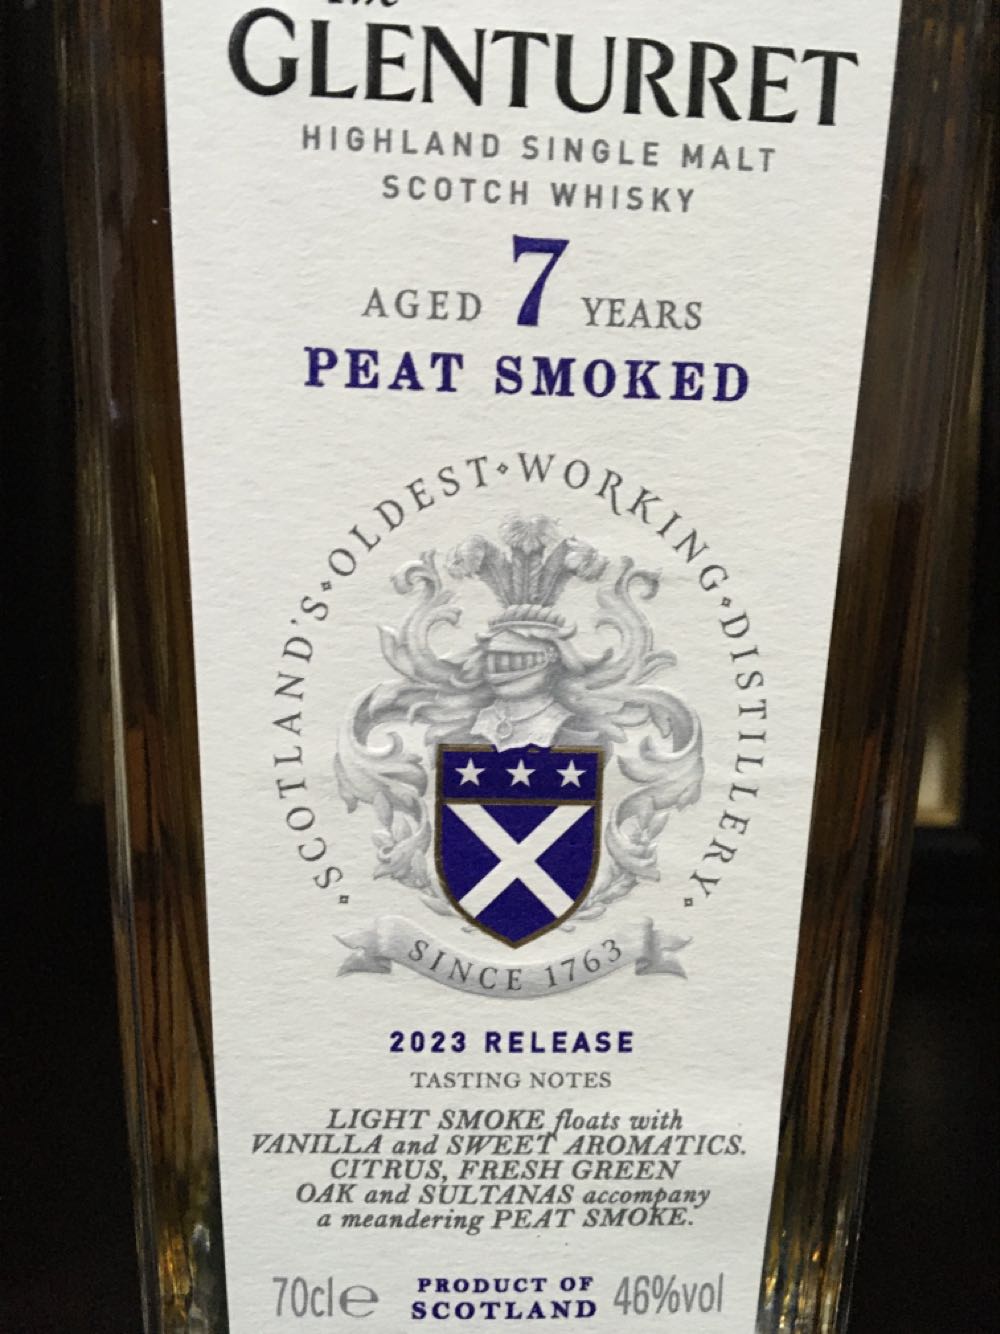 The
GLENTURRET
HIGHLAND SINGLE MALT
SCOTCH WHISKY
AGED 7 YEARS
PEAT SMOKED
SCOTLAND'S OLDEST WORKING DISTILLERY
SINCE 1763
2023 RELEASE
TASTING NOTES
LIGHT SMOKE floats with
VANILLA and SWEET AROMATICS.
CITRUS, FRESH GREEN
OAK and SULTANAS accompany
a meandering PEAT SMOKE.
70cl℮ PRODUCT OF SCOTLAND 46%vol